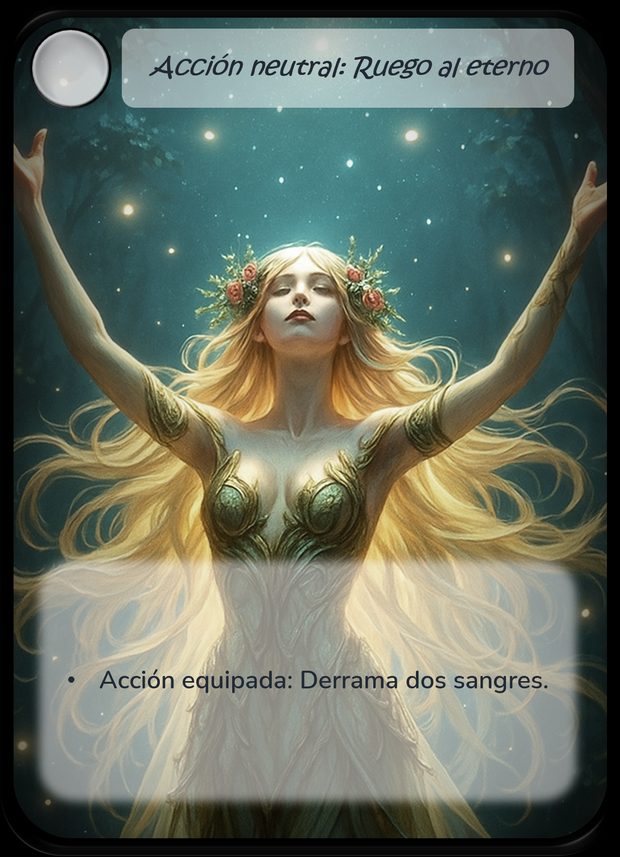 Acción neutral: Ruego al eterno
• Acción equipada: Derrama dos sangres.